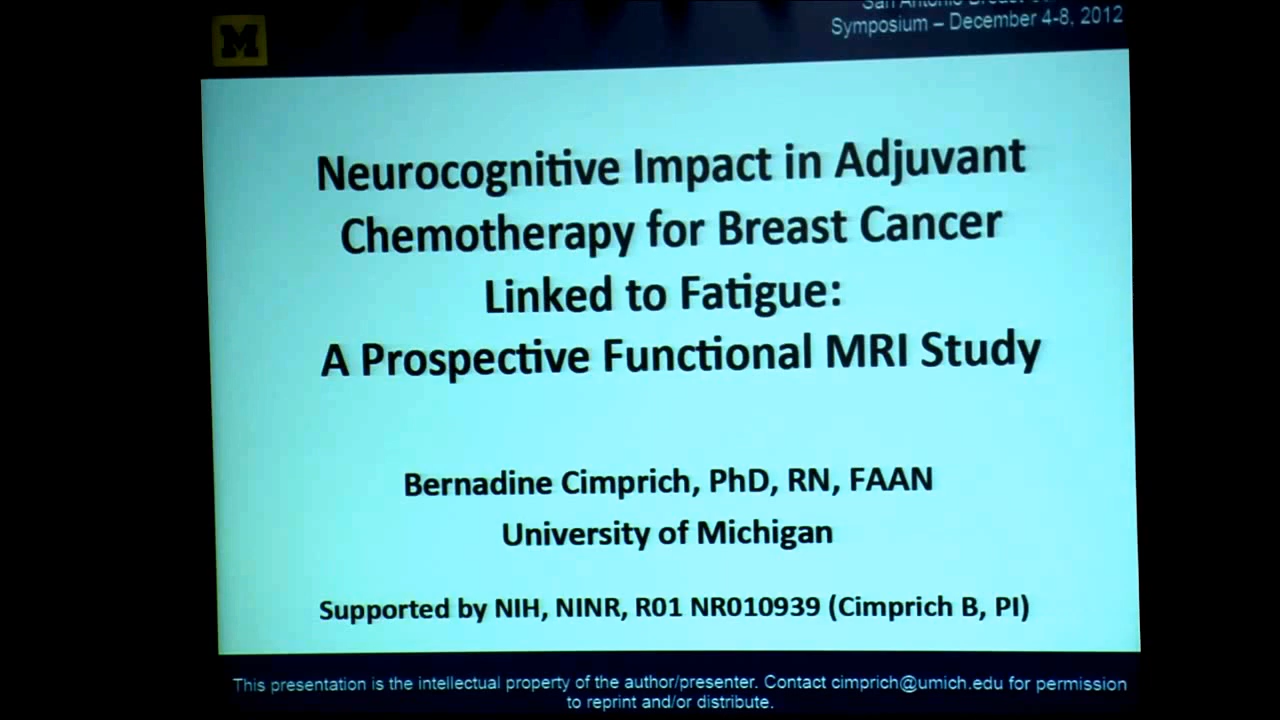 M
Symposium – December 4-8, 2012
Neurocognitive Impact in Adjuvant
Chemotherapy for Breast Cancer
Linked to Fatigue:
A Prospective Functional MRI Study
Bernadine Cimprich, PhD, RN, FAAN
University of Michigan
Supported by NIH, NINR, R01 NR010939 (Cimprich B, PI)
This presentation is the intellectual property of the author/presenter. Contact cimprich@umich.edu for permission
to reprint and/or distribute.